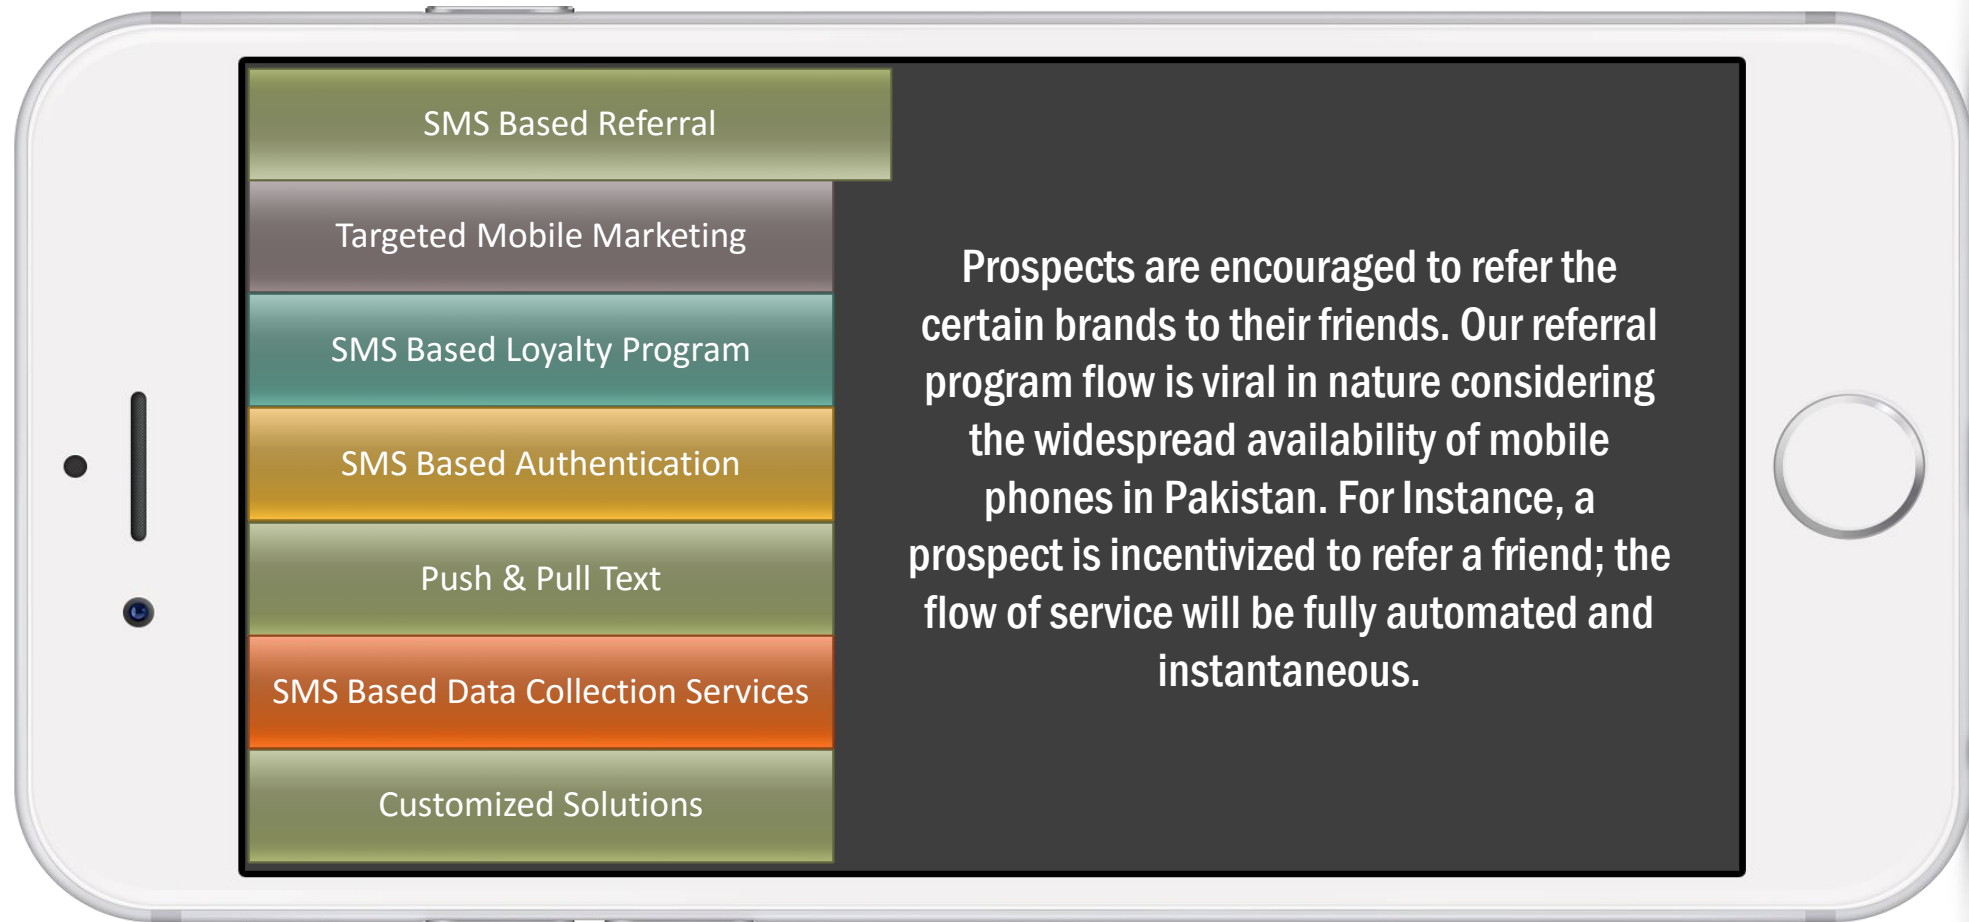 SMS Based Referral
Targeted Mobile Marketing
SMS Based Loyalty Program
SMS Based Authentication
Push & Pull Text
SMS Based Data Collection Services
Customized Solutions
Prospects are encouraged to refer the
certain brands to their friends. Our referral
program flow is viral in nature considering
the widespread availability of mobile
phones in Pakistan. For Instance, a
prospect is incentivized to refer a friend; the
flow of service will be fully automated and
instantaneous.